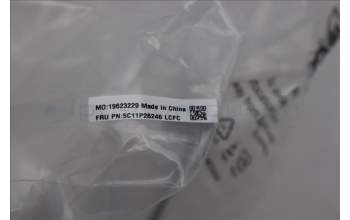 MO:19623229 Made in China
FRU PN:5C11P28246 LCFC